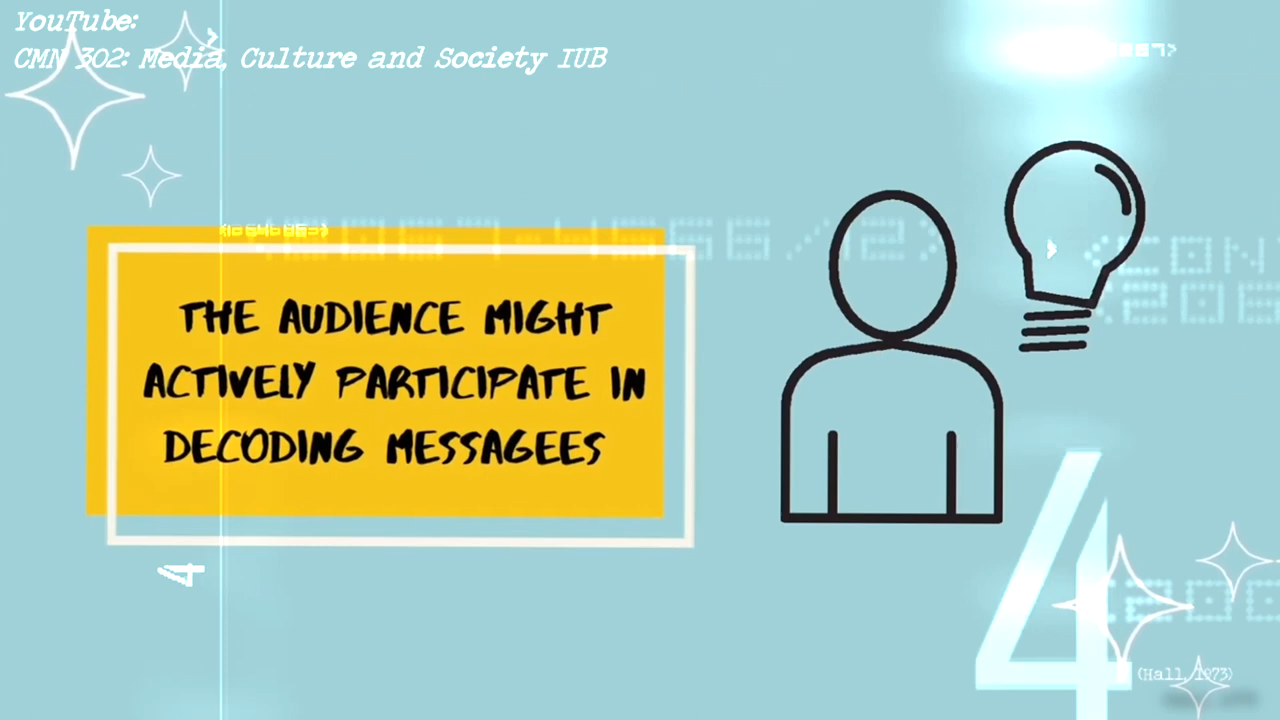 YouTube:
CMN 302: Media, Culture and Society IUB
THE AUDIENCE MIGHT
ACTIVELY PARTICIPATE IN
DECODING MESSAGEES
4
4
(Hall, 1973)